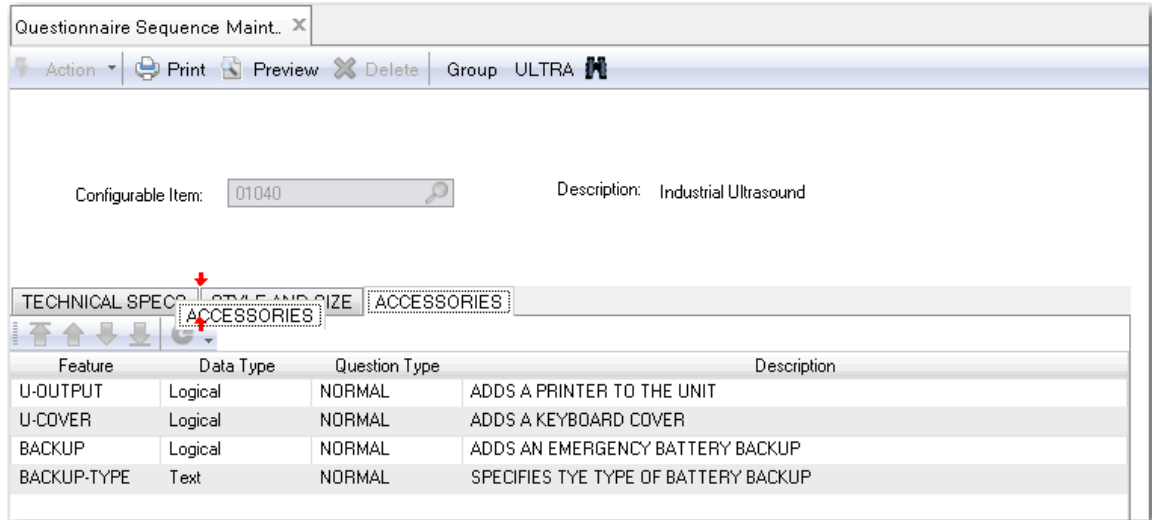 Questionnaire Sequence Maint..
Action Print Preview Delete Group ULTRA
Configurable Item: 01040 Description: Industrial Ultrasound
TECHNICAL SPECS STYLE AND SIZE ACCESSORIES
ACCESSORIES
Feature Data Type Question Type Description
U-OUTPUT Logical NORMAL ADDS A PRINTER TO THE UNIT
U-COVER Logical NORMAL ADDS A KEYBOARD COVER
BACKUP Logical NORMAL ADDS AN EMERGENCY BATTERY BACKUP
BACKUP-TYPE Text NORMAL SPECIFIES TYE TYPE OF BATTERY BACKUP